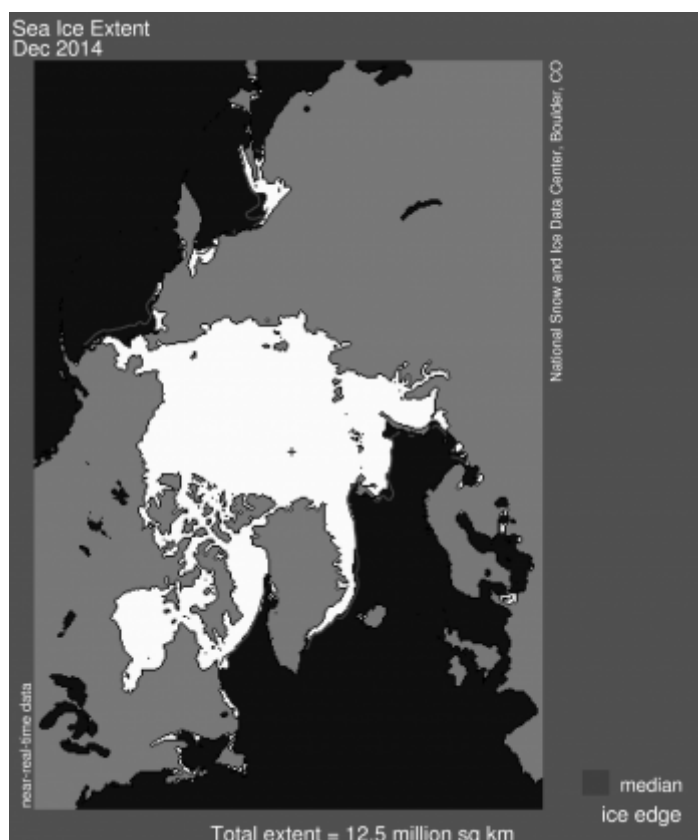 Sea Ice Extent
Dec 2014
National Snow and Ice Data Center, Boulder, CO
near-real-time data
median
ice edge
Total extent = 12.5 million sq km